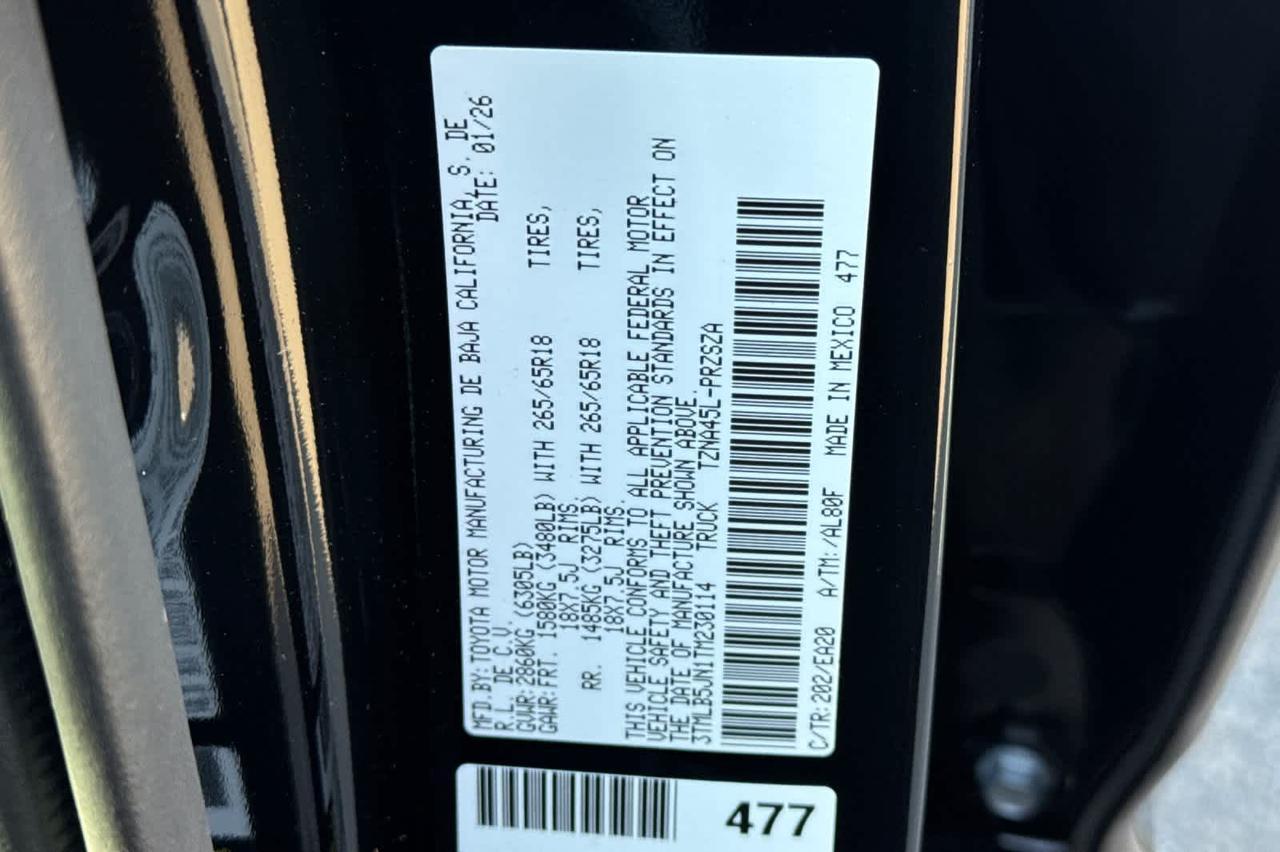 MFD.BY:TOYOTA MOTOR MANUFACTURING DE BAJA CALIFORNIA, S. DE
R.L. DE C.V. DATE: 01/26
GVWR:2860KG (6305LB)
GAWR:FRT. 1580KG (3480LB) WITH 265/65R18 TIRES,
18X7.5J RIMS
RR. 1485KG (3275LB) WITH 265/65R18 TIRES,
18X7.5J RIMS.
THIS VEHICLE CONFORMS TO ALL APPLICABLE FEDERAL MOTOR
VEHICLE SAFETY AND THEFT PREVENTION STANDARDS IN EFFECT ON
THE DATE OF MANUFACTURE SHOWN ABOVE.
3TMLB5JN1TM230114 TRUCK TZNA45L-PRZSZA
C/TR:202/EA20 A/TM:/AL80F MADE IN MEXICO 477
477